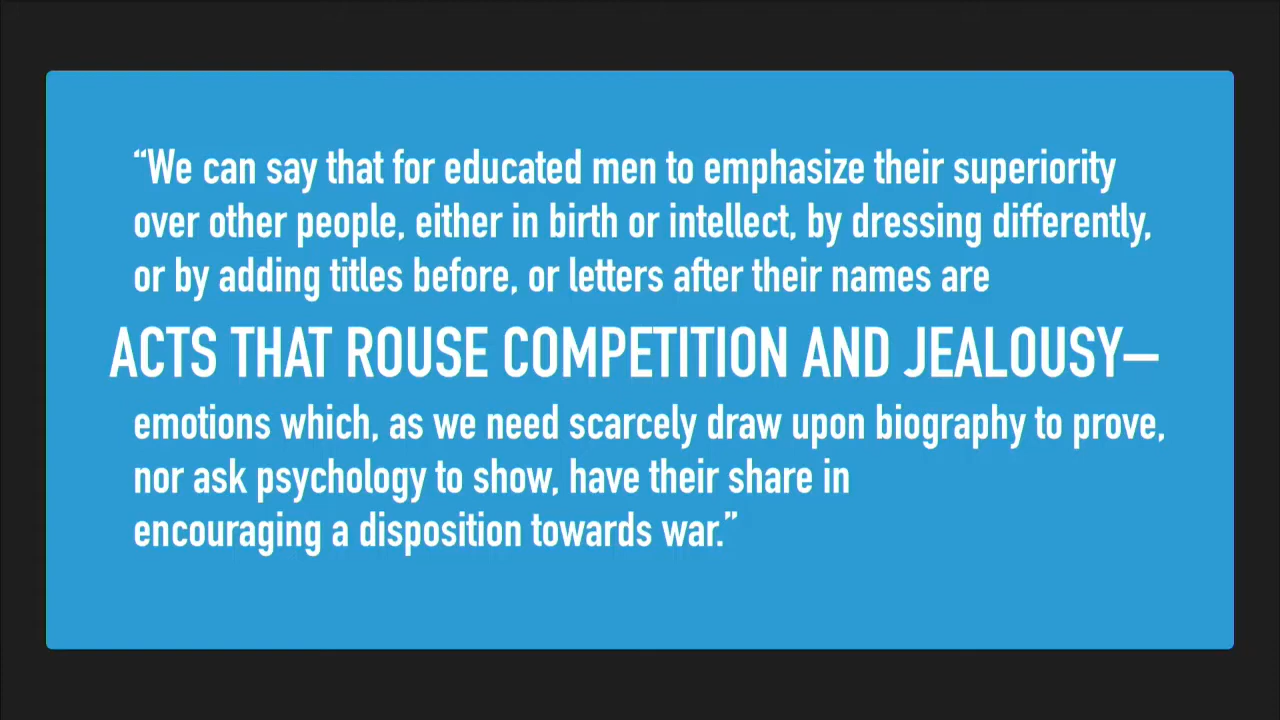 “We can say that for educated men to emphasize their superiority
over other people, either in birth or intellect, by dressing differently,
or by adding titles before, or letters after their names are
ACTS THAT ROUSE COMPETITION AND JEALOUSY—
emotions which, as we need scarcely draw upon biography to prove,
nor ask psychology to show, have their share in
encouraging a disposition towards war.”